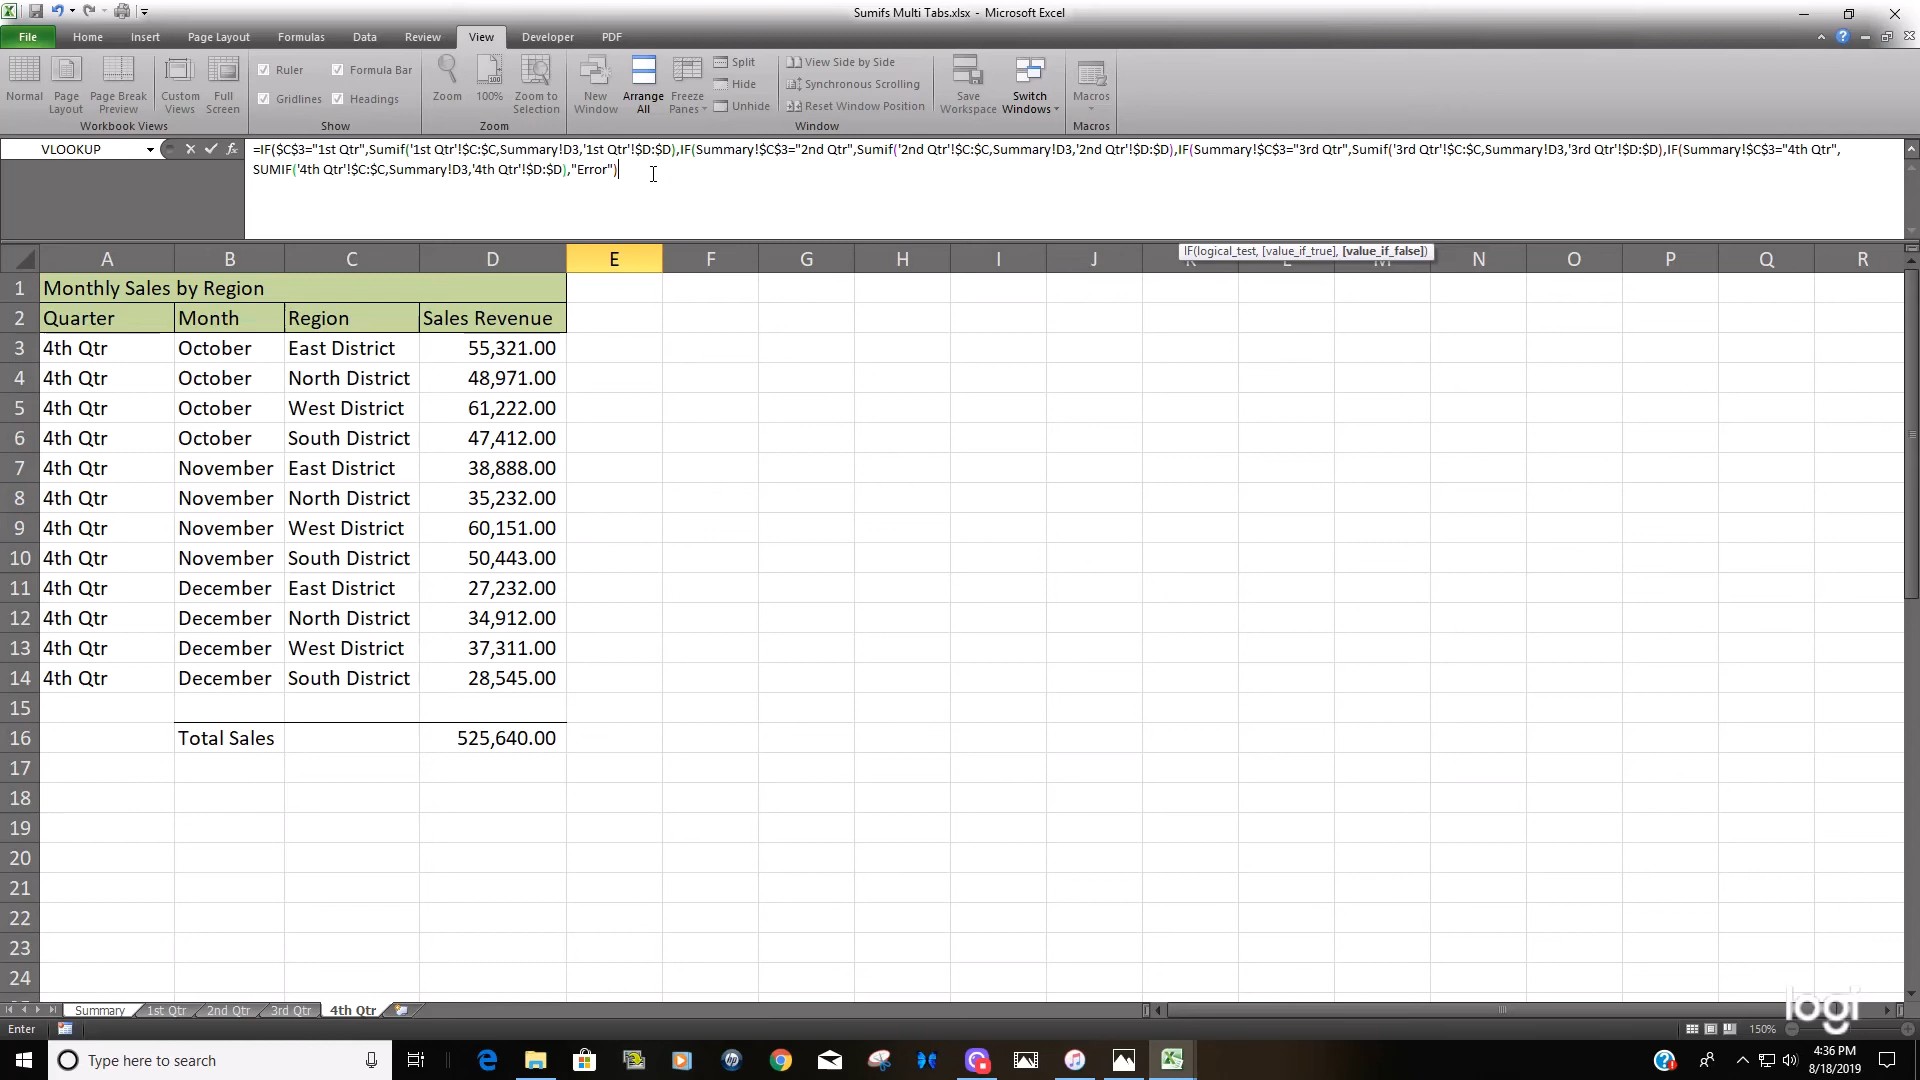 Sumifs Multi Tabs.xlsx - Microsoft Excel
File Home Insert Page Layout Formulas Data Review View Developer PDF
Normal Page Layout Page Break Preview Custom Views Full Screen
Workbook Views
Ruler Formula Bar
Gridlines Headings
Show
Zoom 100% Zoom to Selection
Zoom
New Window Arrange All Freeze Panes
Split View Side by Side
Hide Synchronous Scrolling
Unhide Reset Window Position
Save Workspace Switch Windows
Window
Macros
Macros
VLOOKUP
=IF($C$3="1st Qtr",Sumif('1st Qtr'!$C:$C,Summary!D3,'1st Qtr'!$D:$D),IF(Summary!$C$3="2nd Qtr",Sumif('2nd Qtr'!$C:$C,Summary!D3,'2nd Qtr'!$D:$D),IF(Summary!$C$3="3rd Qtr",Sumif('3rd Qtr'!$C:$C,Summary!D3,'3rd Qtr'!$D:$D),IF(Summary!$C$3="4th Qtr",
SUMIF('4th Qtr'!$C:$C,Summary!D3,'4th Qtr'!$D:$D),"Error")
IF(logical_test, [value_if_true], [value_if_false])
A B C D E F G H I J K L M N O P Q R
1 Monthly Sales by Region
2 Quarter Month Region Sales Revenue
3 4th Qtr October East District 55,321.00
4 4th Qtr October North District 48,971.00
5 4th Qtr October West District 61,222.00
6 4th Qtr October South District 47,412.00
7 4th Qtr November East District 38,888.00
8 4th Qtr November North District 35,232.00
9 4th Qtr November West District 60,151.00
10 4th Qtr November South District 50,443.00
11 4th Qtr December East District 27,232.00
12 4th Qtr December North District 34,912.00
13 4th Qtr December West District 37,311.00
14 4th Qtr December South District 28,545.00
15
16 Total Sales 525,640.00
17
18
19
20
21
22
23
24
Summary 1st Qtr 2nd Qtr 3rd Qtr 4th Qtr
logi
Enter 150%
Type here to search
4:36 PM
8/18/2019